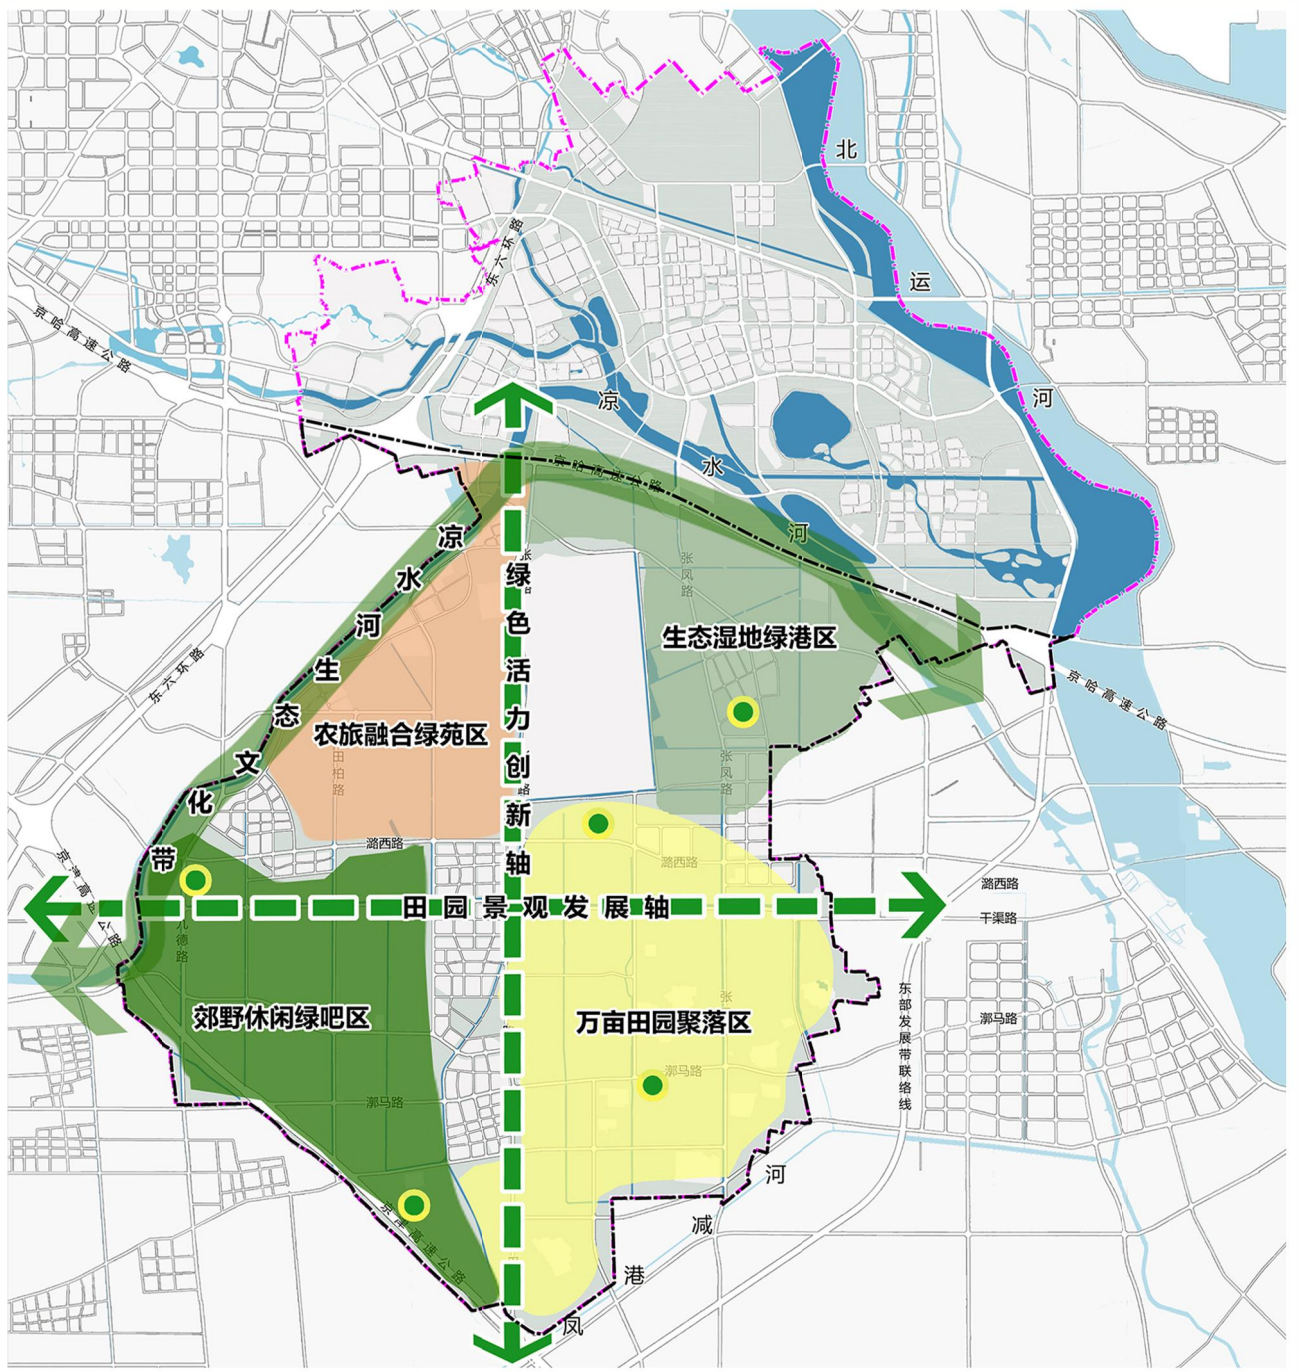 北
运
河
东六环路
京哈高速公路
凉
水
河
京哈高速公路
张凤路
凉水河生态文化带
绿色活力创新轴
生态湿地绿港区
京哈高速公路
东六环路
农旅融合绿苑区
田柏路
张凤路
潞西路
潞西路
潞西路
京津高速公路
田园景观发展轴
干渠路
九德路
郊野休闲绿吧区
万亩田园聚落区
张
东部发展带联络线
漷马路
漷马路
漷马路
京津高速公路
凤
港
减
河